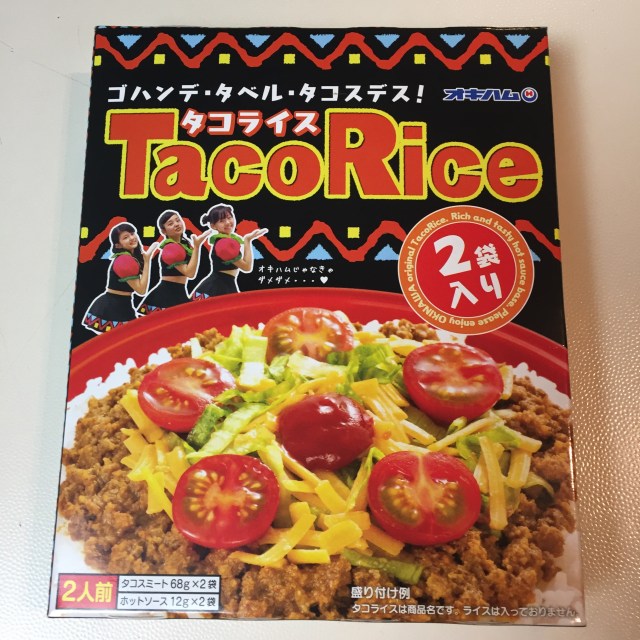 ゴハンデ・タベル・タコスデス!
オキハム
タコライス
TacoRice
オキハムじゃなきゃ
ダメダメ・・・♥
OKINAWA original TacoRice. Rich and tasty hot sauce base. Please enjoy
2袋
入り
2人前
タコスミート68g×2袋
ホットソース12g×2袋
盛り付け例
タコライスは商品名です。ライスは入っておりません